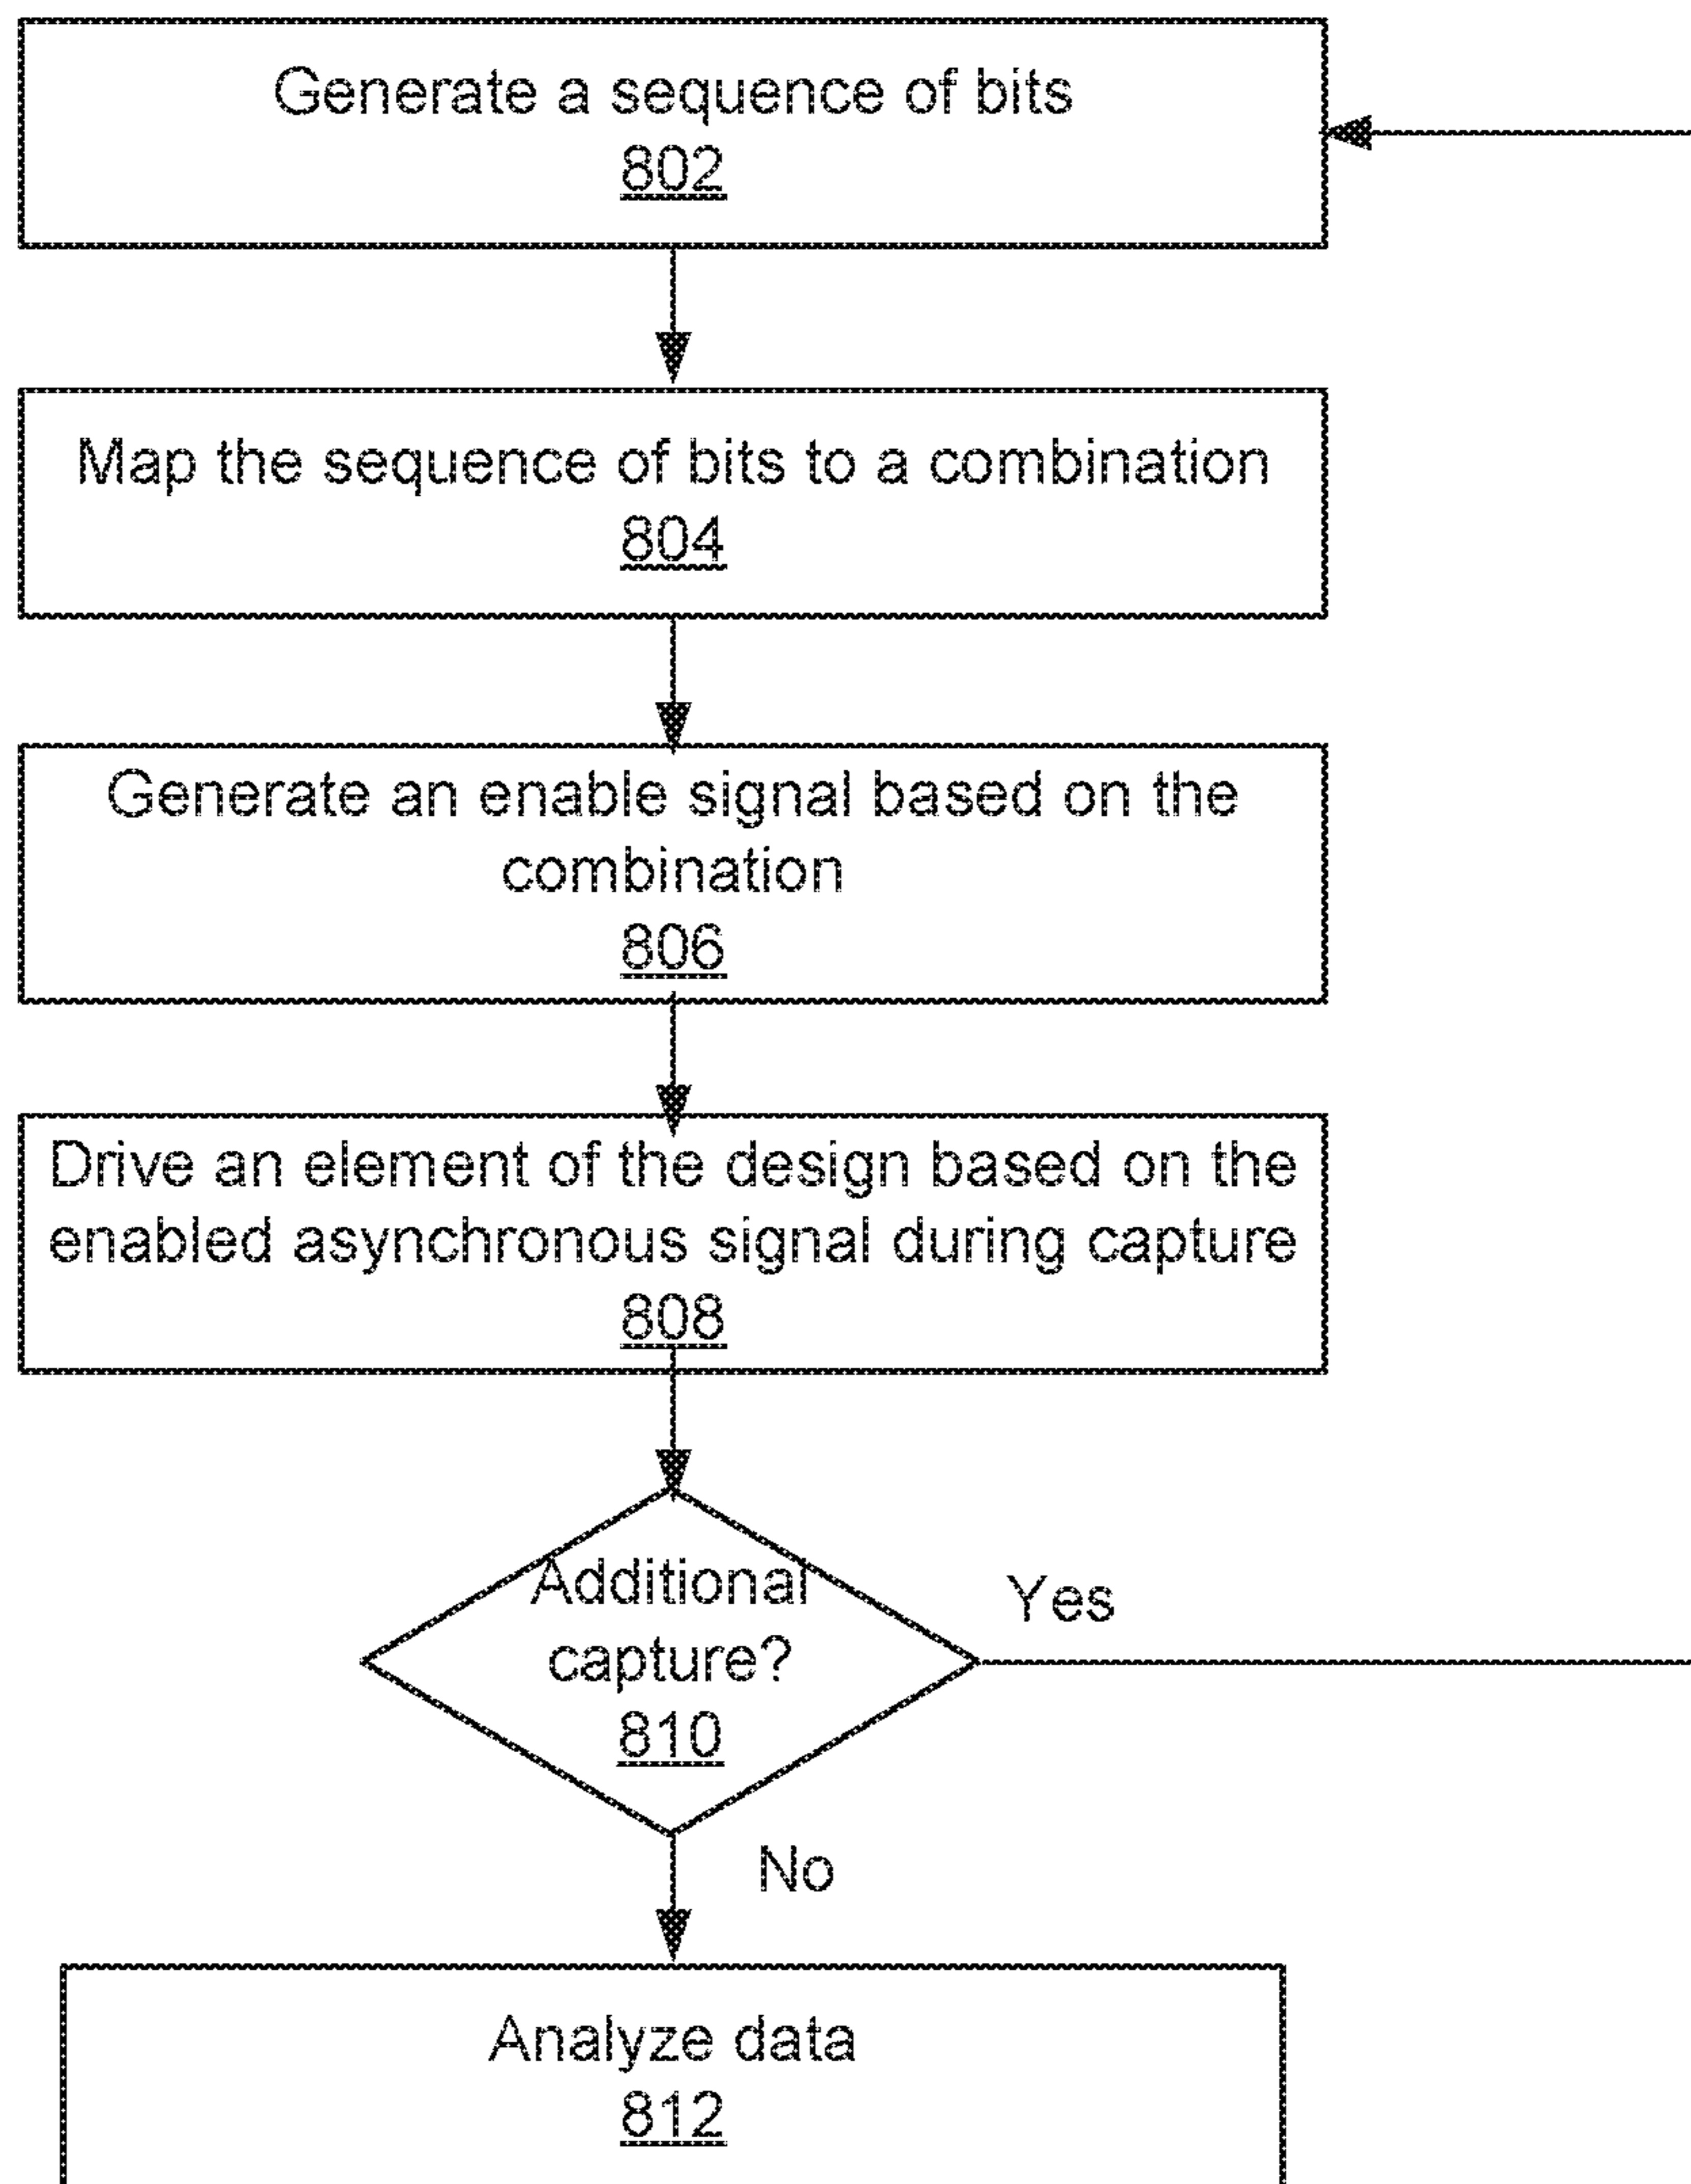 Generate a sequence of bits
802
Map the sequence of bits to a combination
804
Generate an enable signal based on the
combination
806
Drive an element of the design based on the
enabled asynchronous signal during capture
808
Additional
capture?
810
Yes
No
Analyze data
812